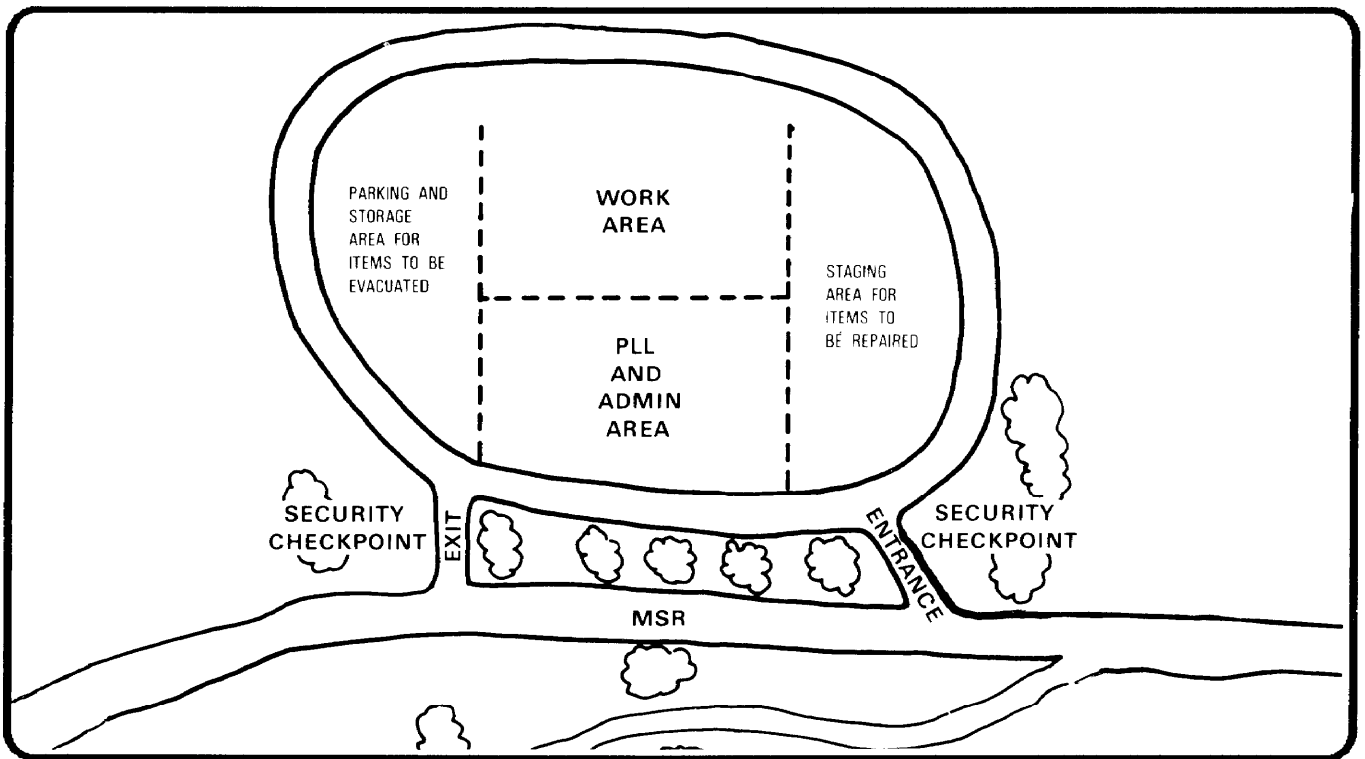 PARKING AND
STORAGE
AREA FOR
ITEMS TO BE
EVACUATED
WORK
AREA
STAGING
AREA FOR
ITEMS TO
BE REPAIRED
PLL
AND
ADMIN
AREA
SECURITY
CHECKPOINT
EXIT
ENTRANCE
SECURITY
CHECKPOINT
MSR